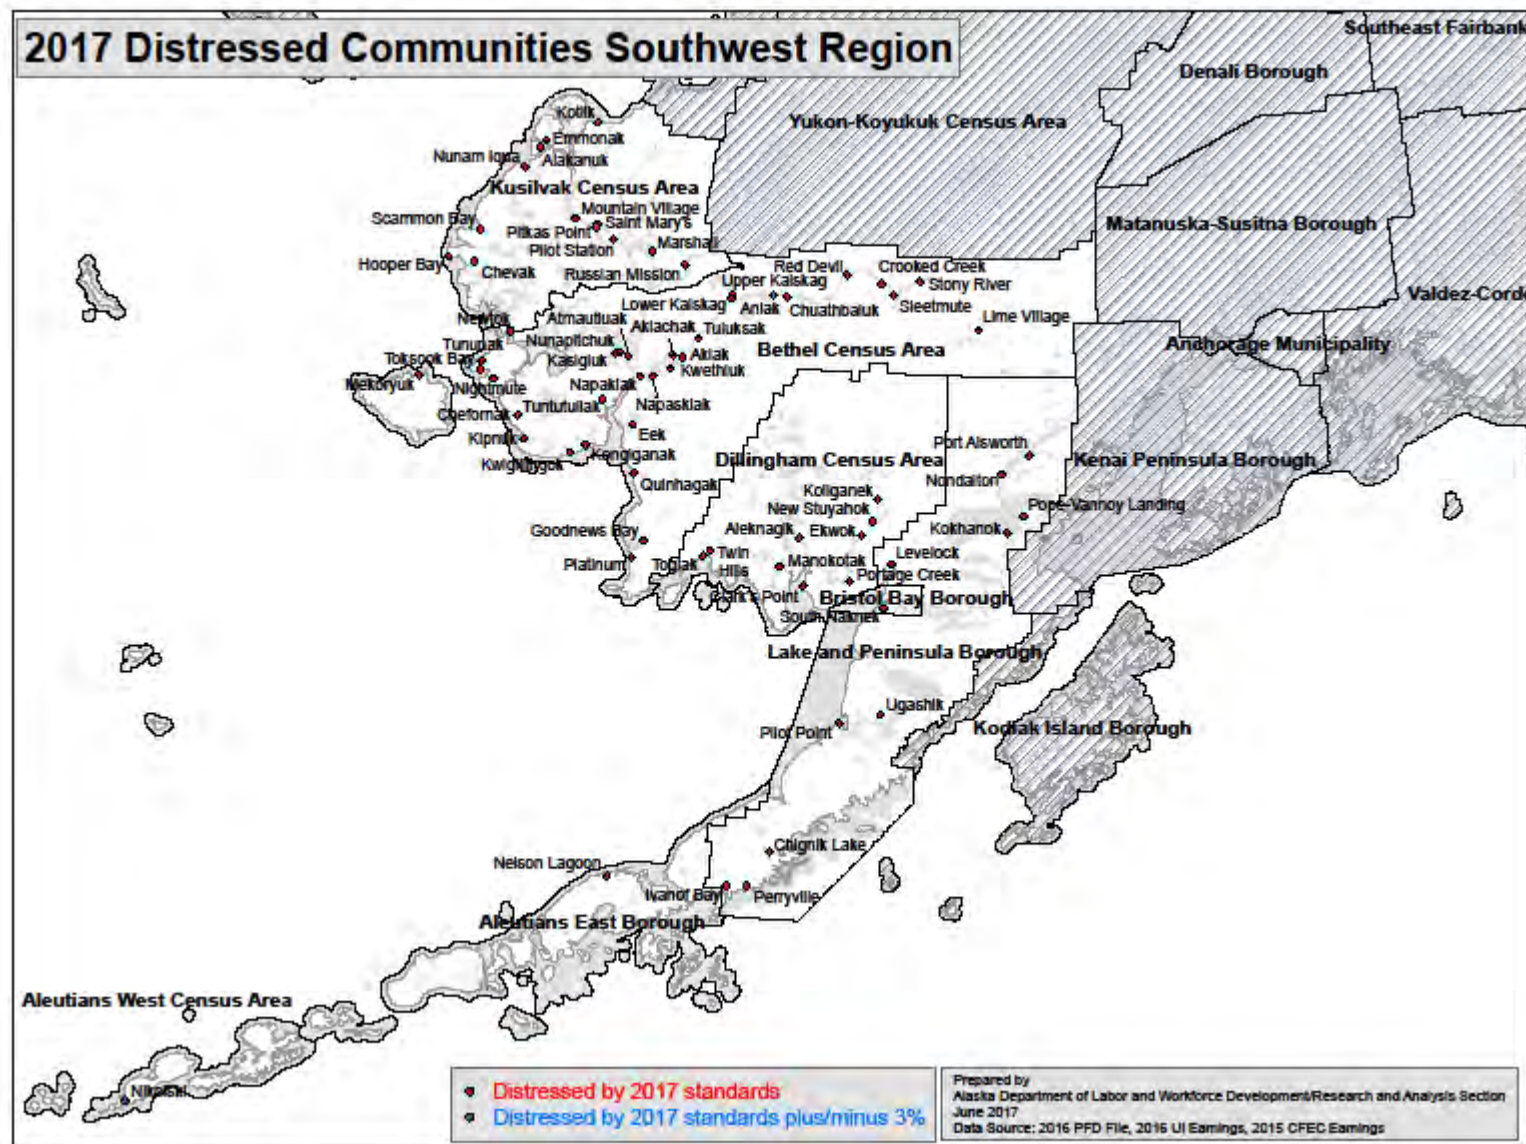 2017 Distressed Communities Southwest Region
Southeast Fairbank
Denali Borough
Yukon-Koyukuk Census Area
Kotlik
Emmonak
Nunam Iqua
Alakanuk
Kusilvak Census Area
Mountain Village
Scammon Bay
Saint Mary's
Pitkas Point
Matanuska-Susitna Borough
Pilot Station
Marshall
Hooper Bay
Chevak
Russian Mission
Red Devil
Crooked Creek
Upper Kalskag
Stony River
Lower Kalskag
Aniak
Chuathbaluk
Sleetmute
Valdez-Cordo
Newtok
Atmautluak
Akiachak
Tuluksak
Lime Village
Tununak
Nunapitchuk
Anchorage Municipality
Toksook Bay
Kasigluk
Akiak
Bethel Census Area
Kwethluk
Mekoryuk
Nightmute
Napakiak
Chefornak
Tuntutuliak
Napaskiak
Kipnuk
Eek
Port Alsworth
Kwigillingok
Kongiganak
Dillingham Census Area
Kenai Peninsula Borough
Nondalton
Quinhagak
Koliganek
New Stuyahok
Pope-Vannoy Landing
Goodnews Bay
Aleknagik
Ekwok
Kokhanok
Platinum
Togiak
Twin
Hills
Manokotak
Levelock
Portage Creek
Clark's Point
Bristol Bay Borough
South Naknek
Lake and Peninsula Borough
Ugashik
Pilot Point
Kodiak Island Borough
Chignik Lake
Nelson Lagoon
Ivanof Bay
Perryville
Aleutians East Borough
Aleutians West Census Area
Nikolski
Distressed by 2017 standards
Distressed by 2017 standards plus/minus 3%
Prepared by
Alaska Department of Labor and Workforce Development/Research and Analysis Section
June 2017
Data Source: 2016 PFD File, 2016 UI Earnings, 2015 CFEC Earnings